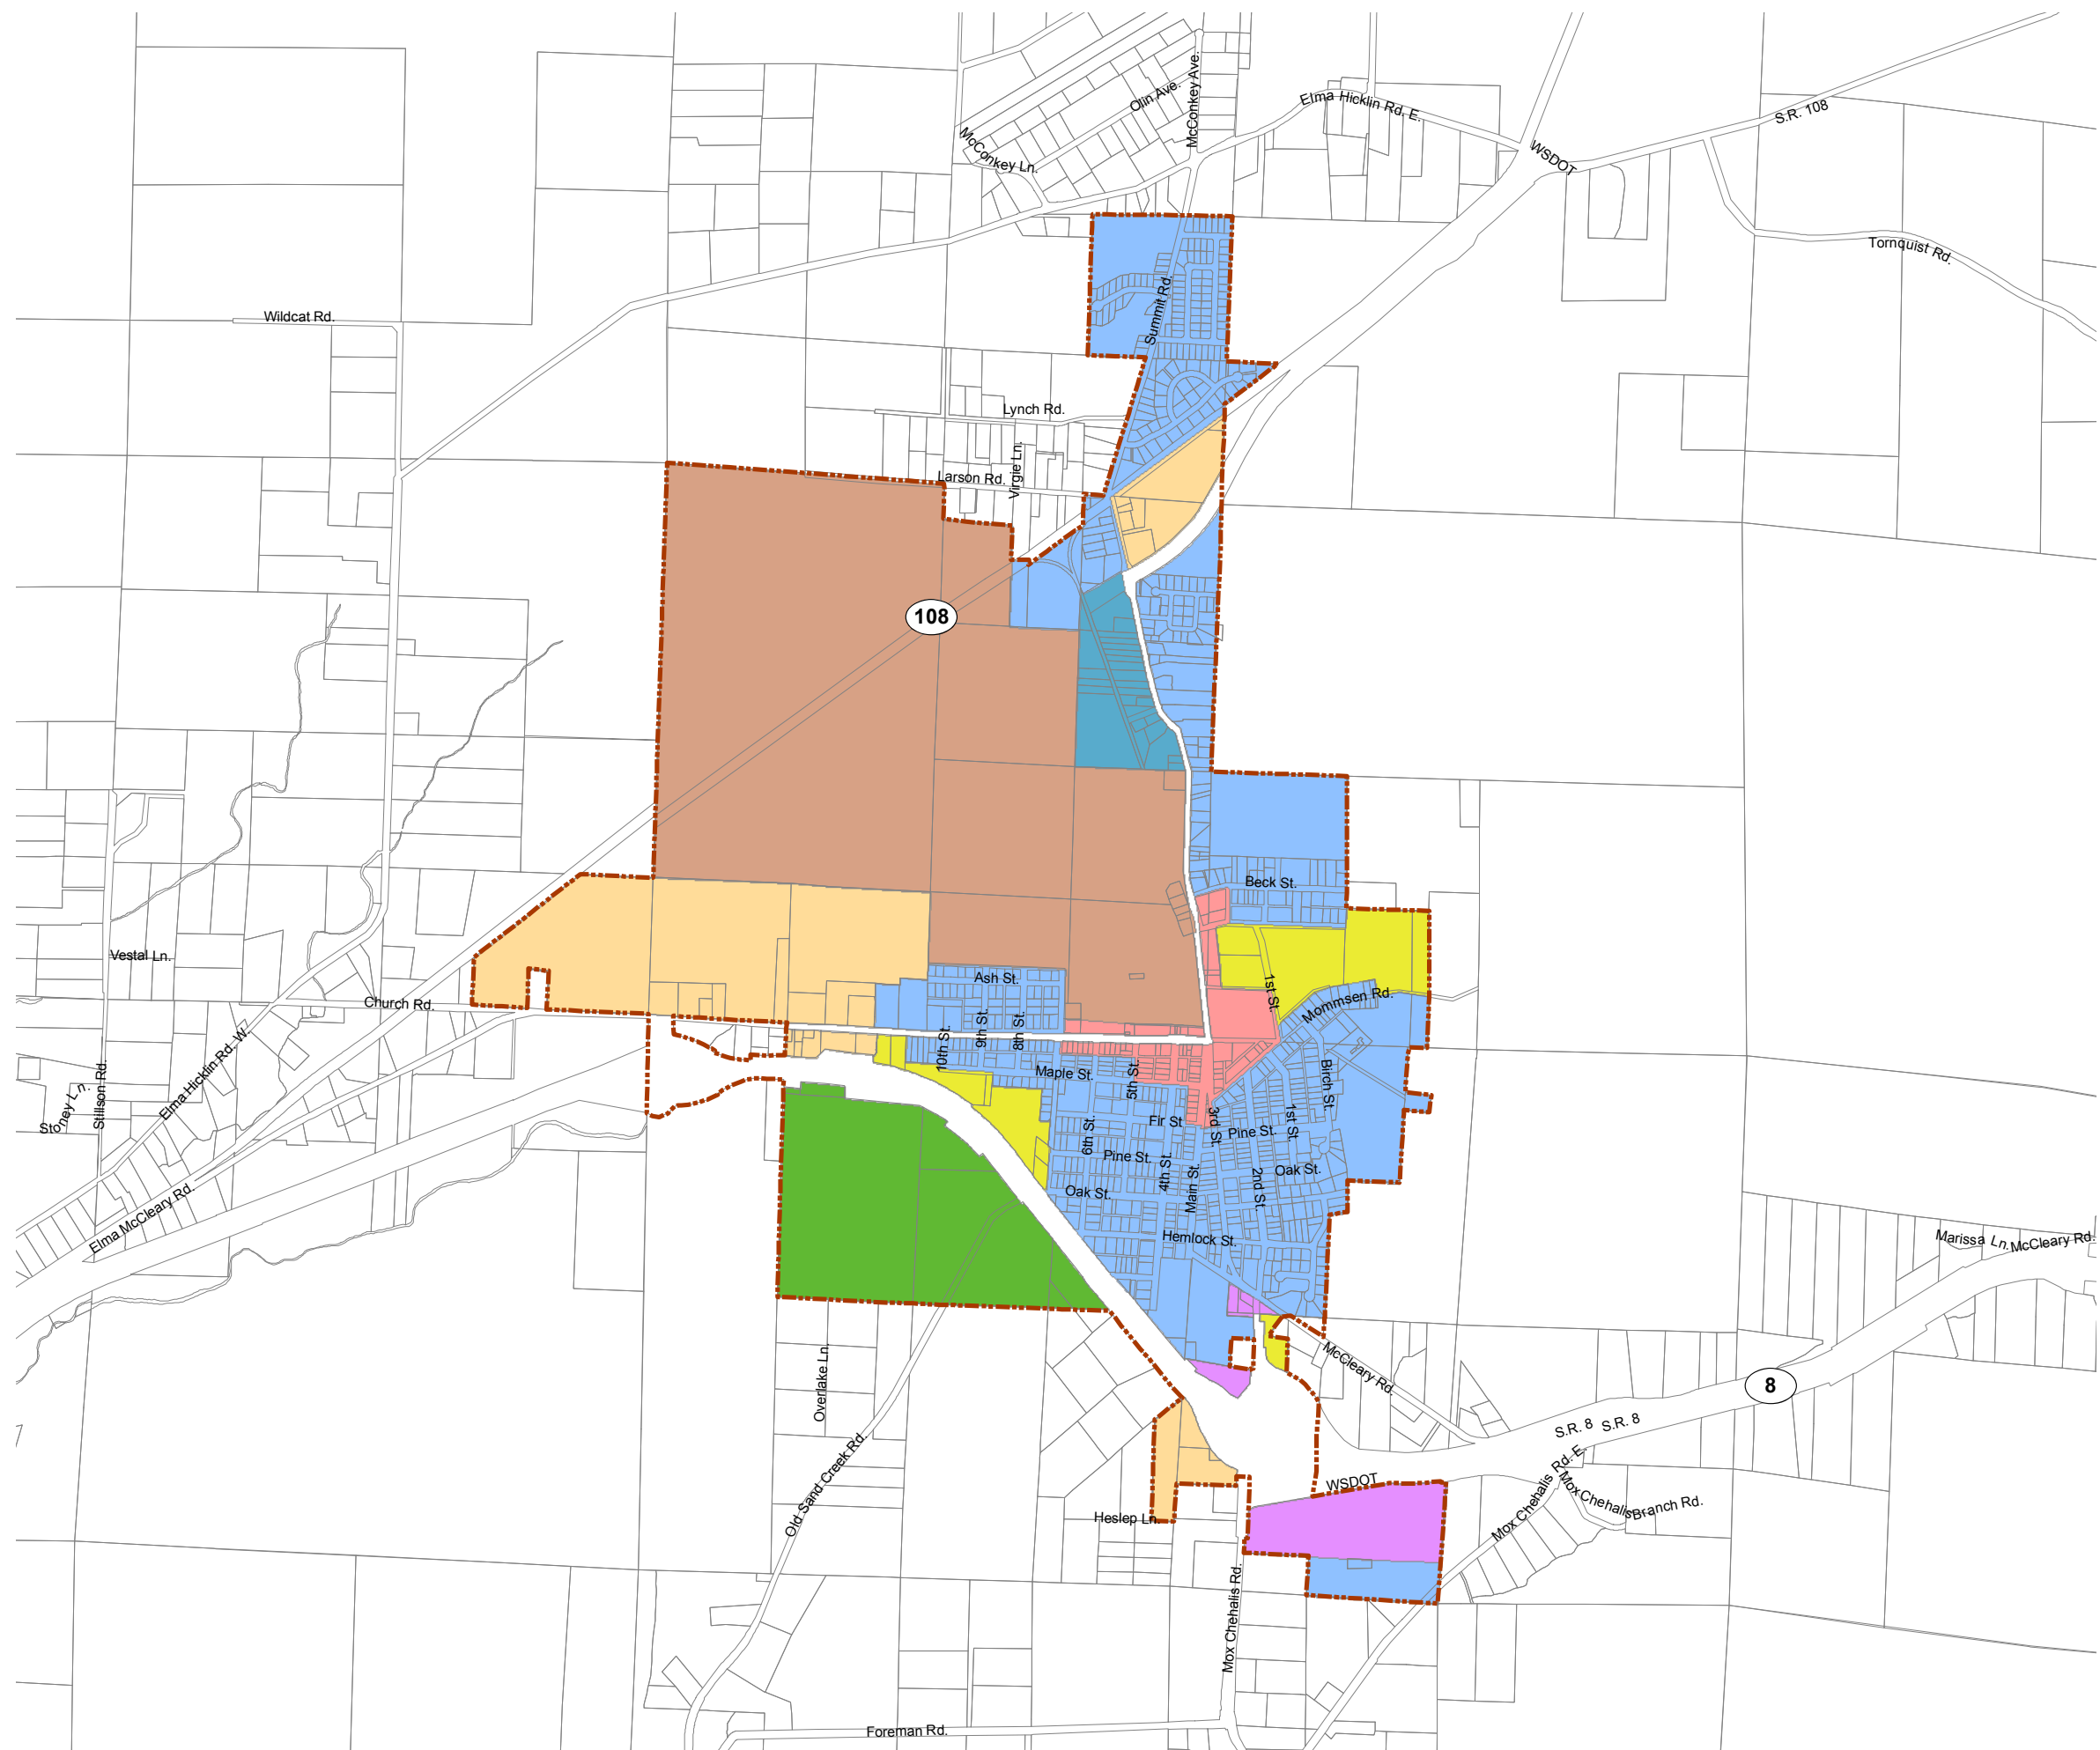 Olin Ave.
McConkey Ave.
Elma Hicklin Rd. E.
S.R. 108
McConkey Ln.
WSDOT
Tornquist Rd.
Summit Rd.
Wildcat Rd.
Lynch Rd.
Virgie Ln.
Larson Rd.
108
Beck St.
Vestal Ln.
Ash St.
1st St.
Church Rd.
Mommsen Rd.
10th St.
9th St.
8th St.
Elma Hicklin Rd. W.
Stillson Rd.
Stoney Ln.
Maple St.
5th St.
Birch St.
Fir St
3rd St.
1st St.
Pine St.
6th St.
Pine St.
4th St.
Main St.
2nd St.
Oak St.
Oak St.
Elma McCleary Rd.
Hemlock St.
Marissa Ln.
McCleary Rd.
Overlake Ln.
McCleary Rd.
8
S.R. 8
S.R. 8
Old Sand Creek Rd.
WSDOT
Mox Chehalis Rd. E.
Mox Chehalis
Branch Rd.
Heslep Ln.
Mox Chehalis Rd.
Foreman Rd.